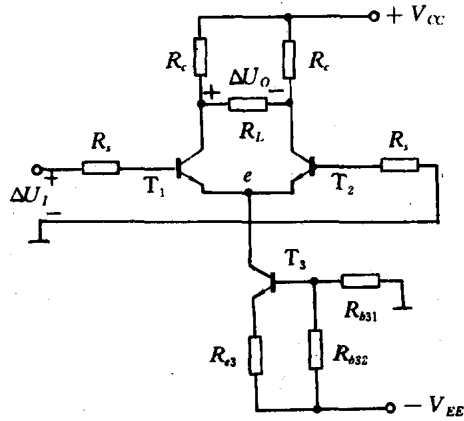 + V_CC
R_c
R_c
ΔU_O
+ −
R_L
R_s
R_s
+
ΔU_I
−
T_1
e
T_2
T_3
R_b31
R_e3
R_b32
− V_EE